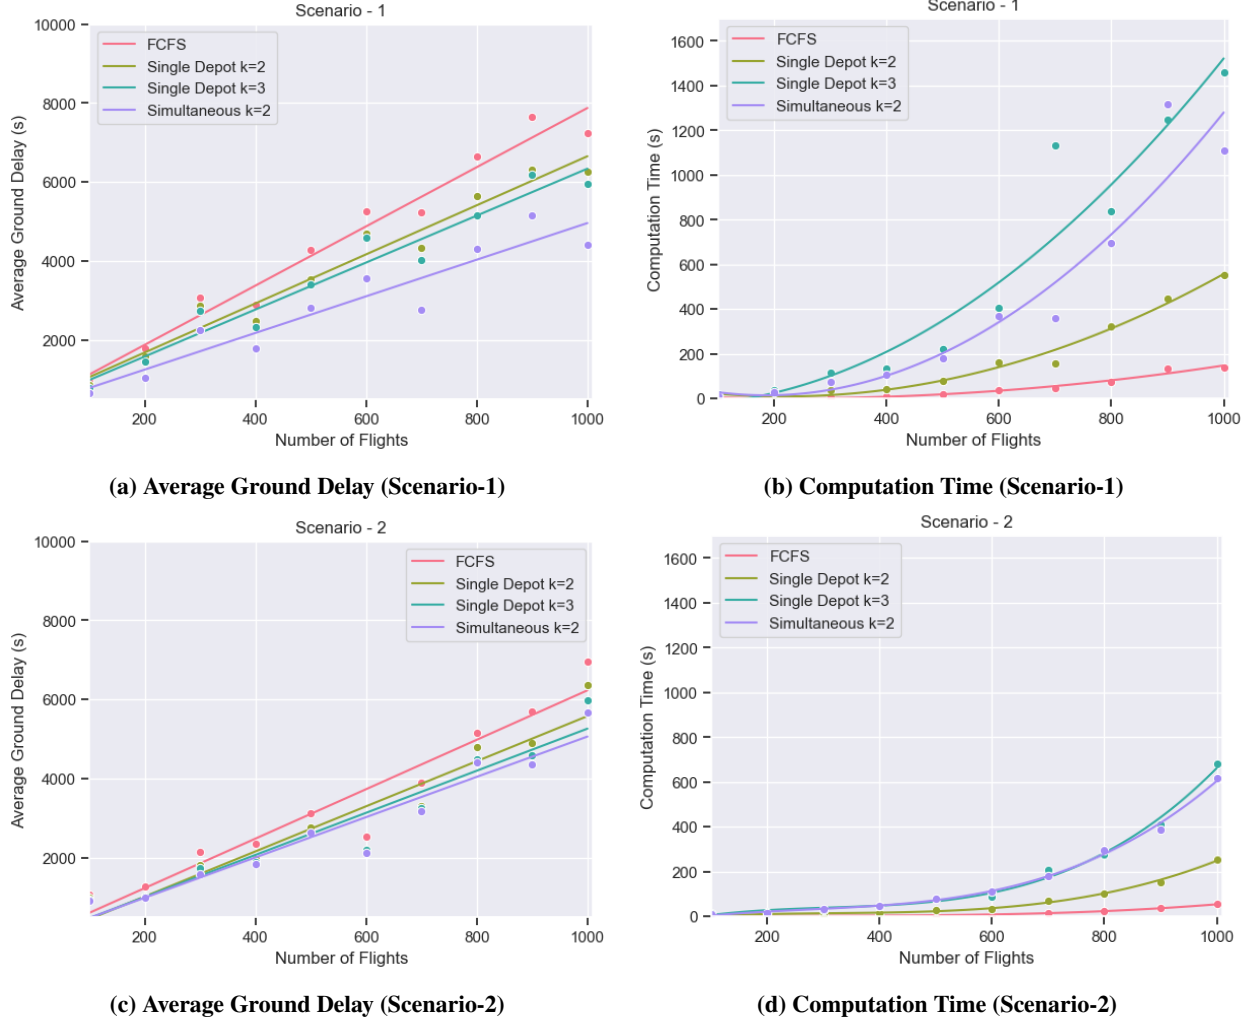 Scenario - 1
10000
8000
6000
4000
2000
Average Ground Delay (s)
FCFS
Single Depot k=2
Single Depot k=3
Simultaneous k=2
200
400
600
800
1000
Number of Flights
(a) Average Ground Delay (Scenario-1)
Scenario - 1
1600
1400
1200
1000
800
600
400
200
0
Computation Time (s)
FCFS
Single Depot k=2
Single Depot k=3
Simultaneous k=2
200
400
600
800
1000
Number of Flights
(b) Computation Time (Scenario-1)
Scenario - 2
10000
8000
6000
4000
2000
Average Ground Delay (s)
FCFS
Single Depot k=2
Single Depot k=3
Simultaneous k=2
200
400
600
800
1000
Number of Flights
(c) Average Ground Delay (Scenario-2)
Scenario - 2
1600
1400
1200
1000
800
600
400
200
0
Computation Time (s)
FCFS
Single Depot k=2
Single Depot k=3
Simultaneous k=2
200
400
600
800
1000
Number of Flights
(d) Computation Time (Scenario-2)